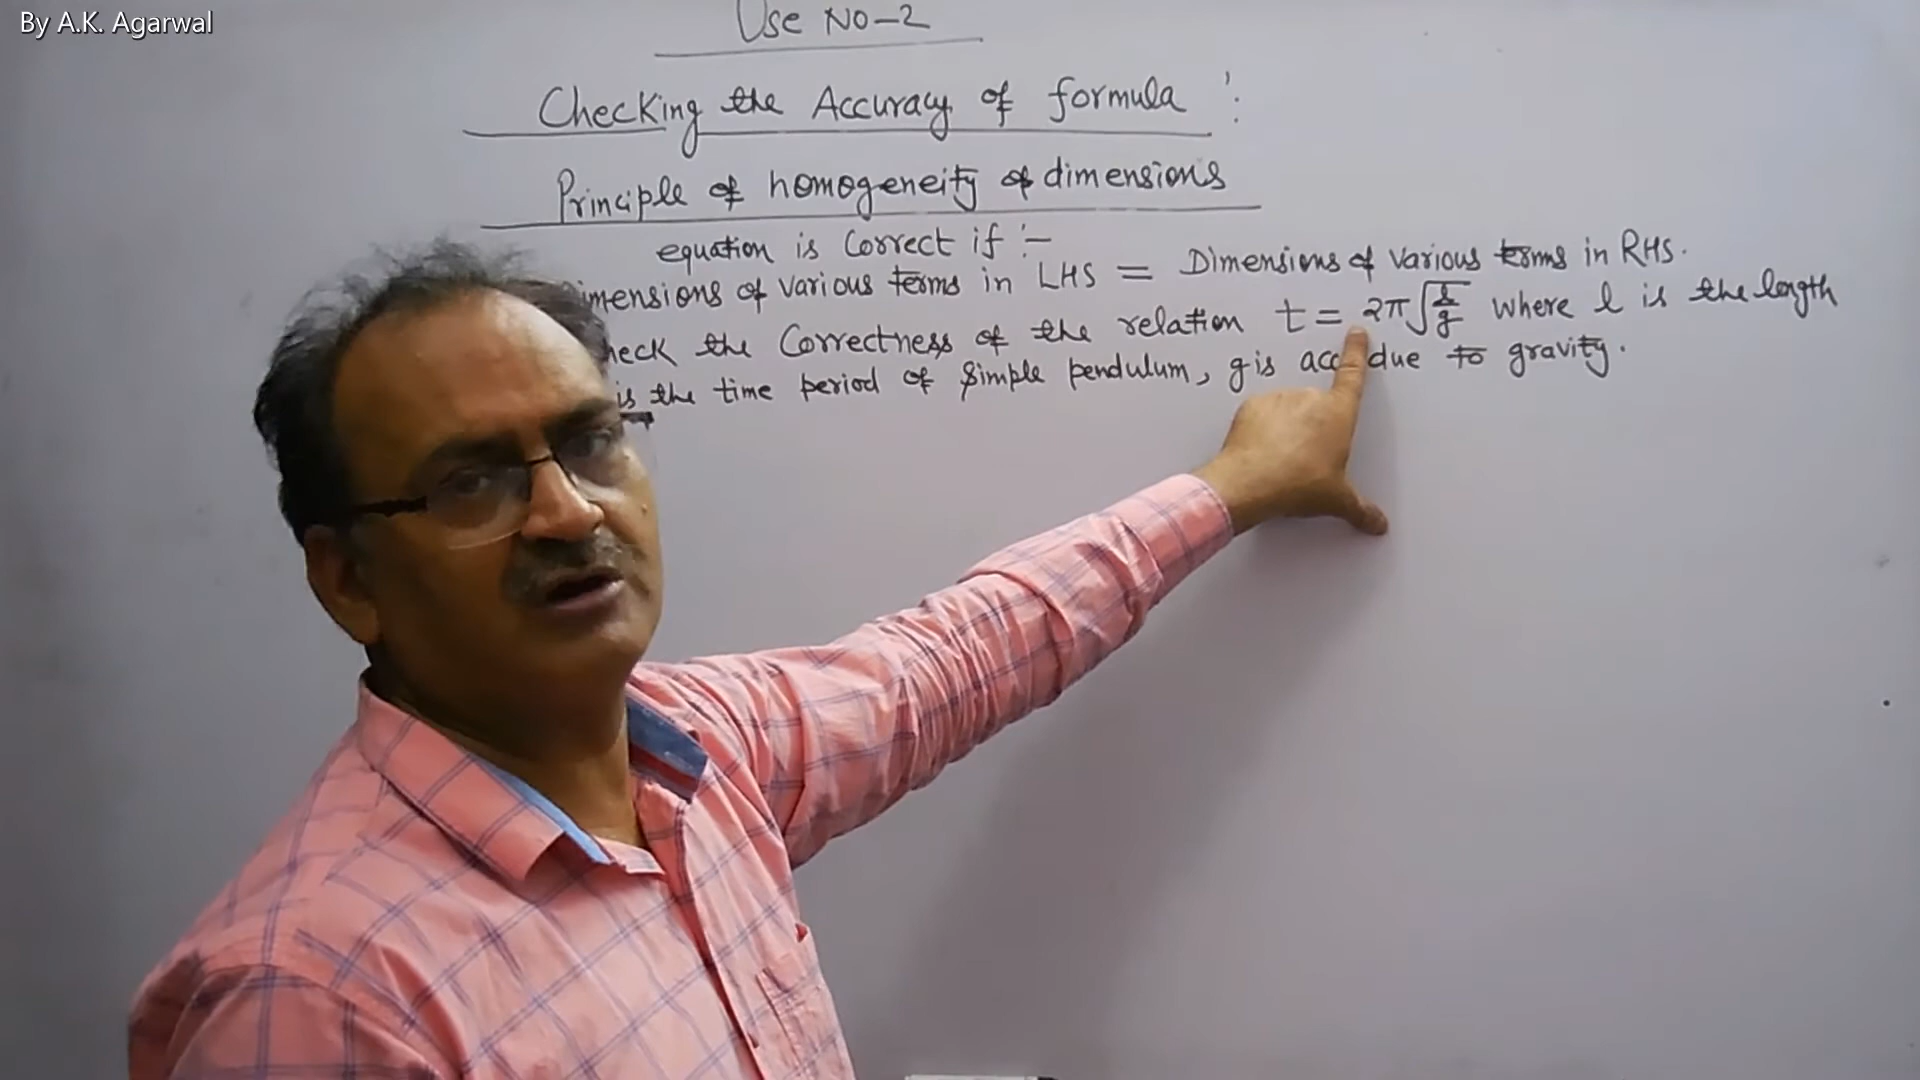 By A.K. Agarwal
Use NO-2
Checking the Accuracy of formula :
Principle of homogeneity of dimensions
equation is Correct if :-
imensions of various terms in LHS = Dimensions of various terms in RHS.
heck the Correctness of the relation t = 2π√l/g where l is the length
is the time period of simple pendulum, g is acc due to gravity.